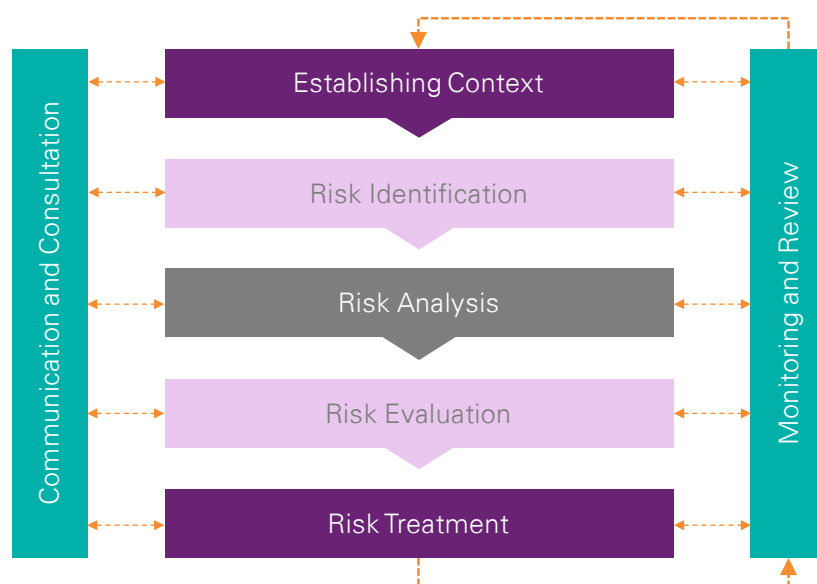 Communication and Consultation
Establishing Context
Risk Identification
Risk Analysis
Risk Evaluation
Risk Treatment
Monitoring and Review